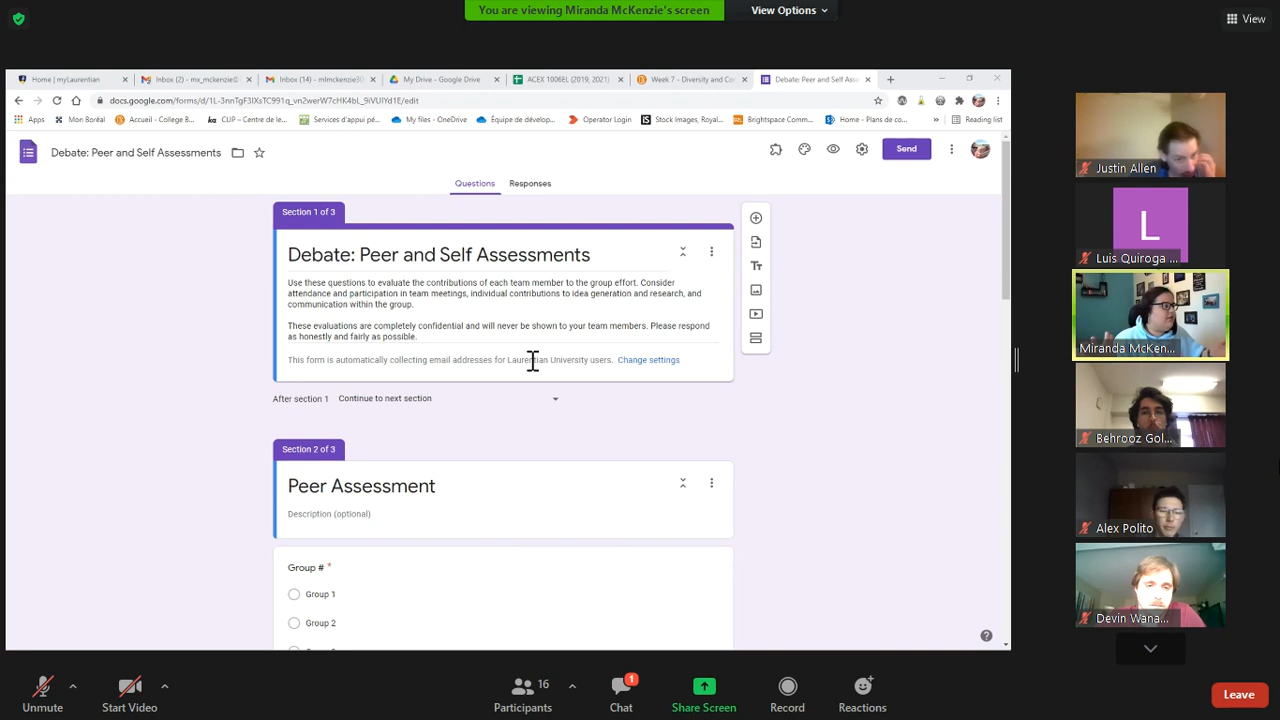 You are viewing Miranda McKenzie's screen
View Options
View
Home | myLaurentian
Inbox (2) - mx_mckenzie@
Inbox (14) - mlmckenzie3
My Drive - Google Drive
ACEX 1006EL (2019, 2021)
Week 7 - Diversity and Co
Debate: Peer and Self Asse
docs.google.com/forms/d/1L-3nnTgF3IXsTC991q_vn2werW7cHK4bL_9iVUlYd1E/edit
Apps
Mon Boréal
Accueil - College B...
CLIP – Centre de le...
Services d'appui pé...
My files - OneDrive
Équipe de dévelop...
Operator Login
Stock Images, Royal...
Brightspace Comm...
Home - Plans de co...
»
Reading list
Debate: Peer and Self Assessments
Send
Questions
Responses
Section 1 of 3
Debate: Peer and Self Assessments
Use these questions to evaluate the contributions of each team member to the group effort. Consider
attendance and participation in team meetings, individual contributions to idea generation and research, and
communication within the group.
These evaluations are completely confidential and will never be shown to your team members. Please respond
as honestly and fairly as possible.
This form is automatically collecting email addresses for Laurentian University users. Change settings
After section 1 Continue to next section
Section 2 of 3
Peer Assessment
Description (optional)
Group # *
Group 1
Group 2
Justin Allen
L
Luis Quiroga ...
Miranda McKen...
Behrooz Gol...
Alex Polito
Devin Wana...
Unmute
Start Video
16
Participants
1
Chat
Share Screen
Record
Reactions
Leave